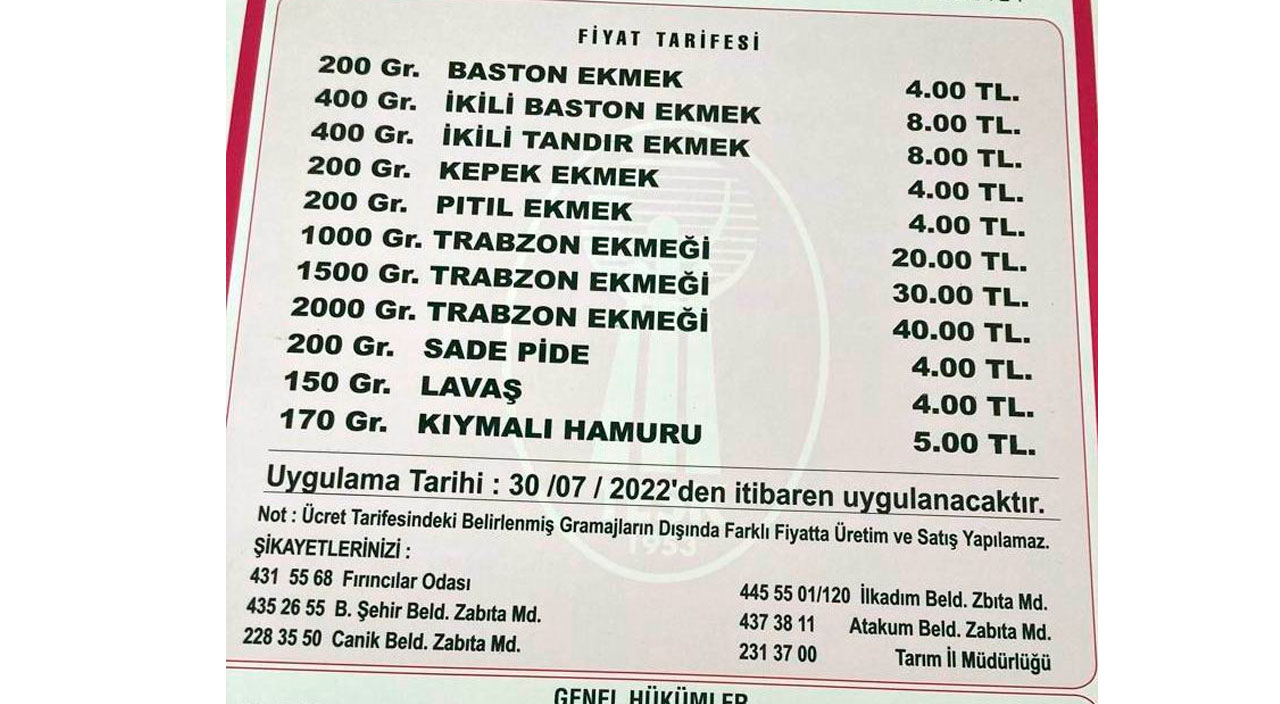 FİYAT TARİFESİ
200 Gr. BASTON EKMEK 4.00 TL.
400 Gr. İKİLİ BASTON EKMEK 8.00 TL.
400 Gr. İKİLİ TANDIR EKMEK 8.00 TL.
200 Gr. KEPEK EKMEK 4.00 TL.
200 Gr. PITIL EKMEK 4.00 TL.
1000 Gr. TRABZON EKMEĞİ 20.00 TL.
1500 Gr. TRABZON EKMEĞİ 30.00 TL.
2000 Gr. TRABZON EKMEĞİ 40.00 TL.
200 Gr. SADE PİDE 4.00 TL.
150 Gr. LAVAŞ 4.00 TL.
170 Gr. KIYMALI HAMURU 5.00 TL.
Uygulama Tarihi : 30 /07 / 2022'den itibaren uygulanacaktır.
Not : Ücret Tarifesindeki Belirlenmiş Gramajların Dışında Farklı Fiyatta Üretim ve Satış Yapılamaz.
1953
ŞİKAYETLERİNİZİ :
431 55 68 Fırıncılar Odası
435 26 55 B. Şehir Beld. Zabıta Md.
228 35 50 Canik Beld. Zabıta Md.
445 55 01/120 İlkadım Beld. Zbıta Md.
437 38 11 Atakum Beld. Zabıta Md.
231 37 00 Tarım İl Müdürlüğü
GENEL HÜKÜMLER